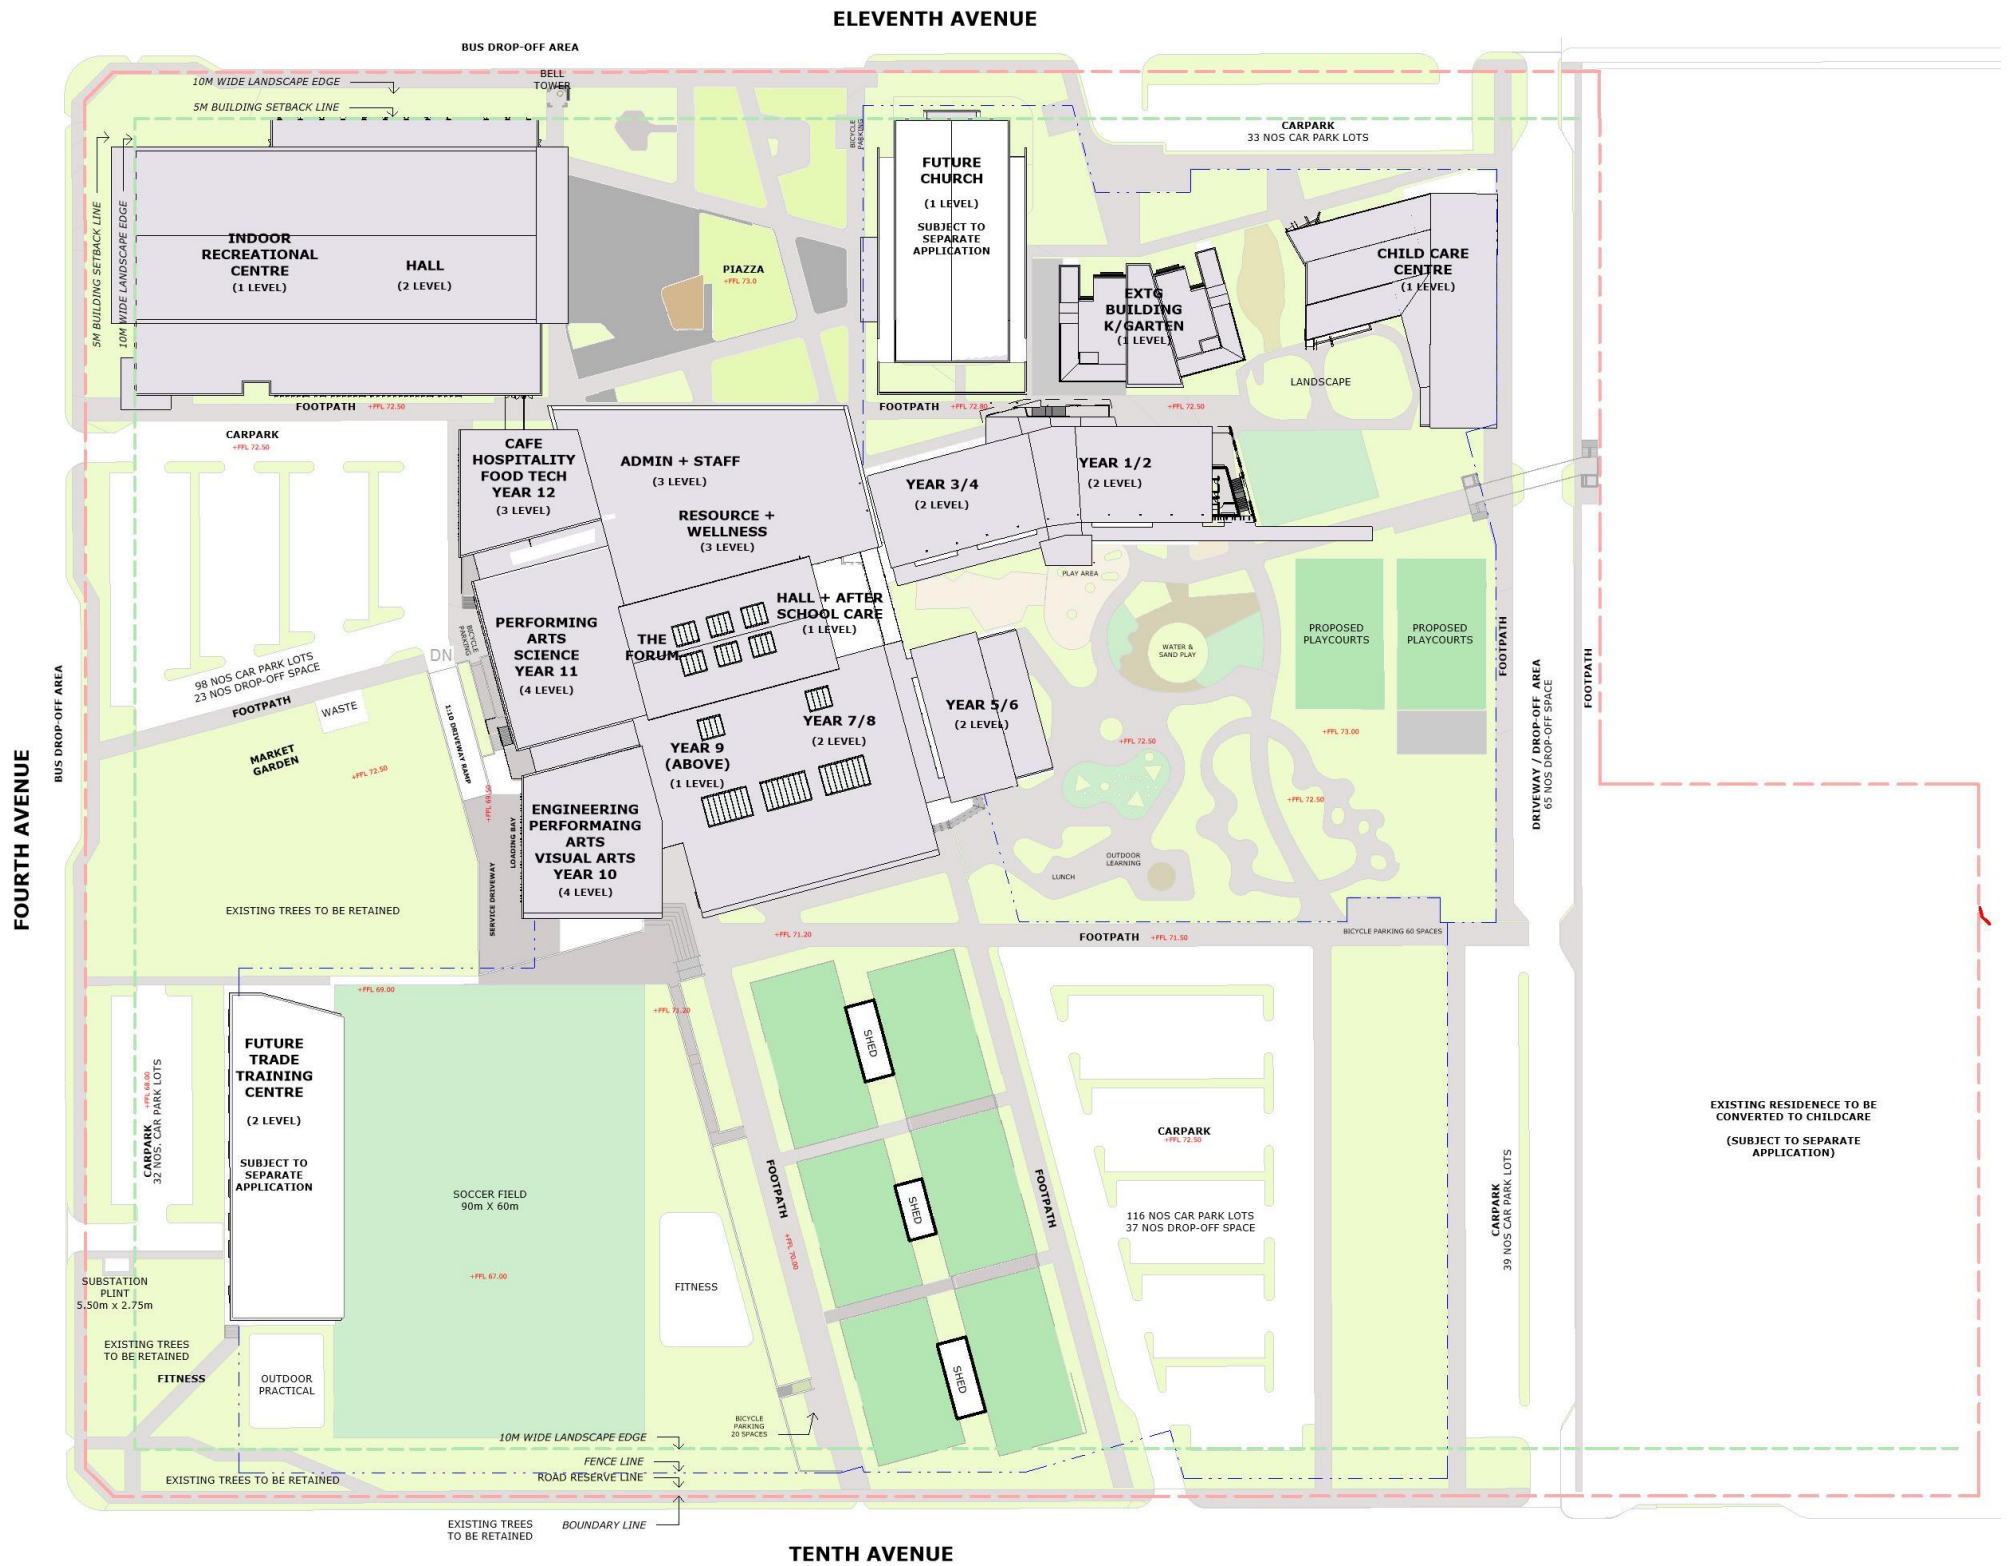 ELEVENTH AVENUE
BUS DROP-OFF AREA
BELL
TOWER
10M WIDE LANDSCAPE EDGE
5M BUILDING SETBACK LINE
5M BUILDING SETBACK LINE
10M WIDE LANDSCAPE EDGE
BICYCLE
PARKING
CARPARK
33 NOS CAR PARK LOTS
FUTURE
CHURCH
(1 LEVEL)
SUBJECT TO
SEPARATE
APPLICATION
INDOOR
RECREATIONAL
CENTRE
(1 LEVEL)
HALL
(2 LEVEL)
PIAZZA
+FFL 73.0
EXTG
BUILDING
K/GARTEN
(1 LEVEL)
CHILD CARE
CENTRE
(1 LEVEL)
LANDSCAPE
FOOTPATH
+FFL 72.50
FOOTPATH
+FFL 72.80
+FFL 72.50
CARPARK
+FFL 72.50
CAFE
HOSPITALITY
FOOD TECH
YEAR 12
(3 LEVEL)
ADMIN + STAFF
(3 LEVEL)
RESOURCE +
WELLNESS
(3 LEVEL)
YEAR 3/4
(2 LEVEL)
YEAR 1/2
(2 LEVEL)
PLAY AREA
HALL + AFTER
SCHOOL CARE
(1 LEVEL)
THE
FORUM
PERFORMING
ARTS
SCIENCE
YEAR 11
(4 LEVEL)
BICYCLE
PARKING
DN
98 NOS CAR PARK LOTS
23 NOS DROP-OFF SPACE
FOOTPATH
WASTE
MARKET
GARDEN
+FFL 72.50
1:10 DRIVEWAY RAMP
+FFL 69.50
LOADING BAY
SERVICE DRIVEWAY
WATER &
SAND PLAY
PROPOSED
PLAYCOURTS
PROPOSED
PLAYCOURTS
FOOTPATH
DRIVEWAY / DROP-OFF AREA
65 NOS DROP-OFF SPACE
FOOTPATH
YEAR 5/6
(2 LEVEL)
YEAR 7/8
(2 LEVEL)
YEAR 9
(ABOVE)
(1 LEVEL)
+FFL 72.50
+FFL 73.00
+FFL 72.50
ENGINEERING
PERFORMAING
ARTS
VISUAL ARTS
YEAR 10
(4 LEVEL)
OUTDOOR
LEARNING
LUNCH
BUS DROP-OFF AREA
FOURTH AVENUE
EXISTING TREES TO BE RETAINED
+FFL 71.20
FOOTPATH
+FFL 71.50
BICYCLE PARKING 60 SPACES
+FFL 69.00
+FFL 71.20
FUTURE
TRADE
TRAINING
CENTRE
(2 LEVEL)
SUBJECT TO
SEPARATE
APPLICATION
CARPARK
+FFL 68.00
32 NOS. CAR PARK LOTS
SOCCER FIELD
90m X 60m
+FFL 67.00
SHED
SHED
SHED
FOOTPATH
+FFL 70.00
FOOTPATH
CARPARK
+FFL 72.50
116 NOS CAR PARK LOTS
37 NOS DROP-OFF SPACE
CARPARK
39 NOS CAR PARK LOTS
EXISTING RESIDENECE TO BE
CONVERTED TO CHILDCARE
(SUBJECT TO SEPARATE
APPLICATION)
FITNESS
SUBSTATION
PLINT
5.50m x 2.75m
EXISTING TREES
TO BE RETAINED
FITNESS
OUTDOOR
PRACTICAL
BICYCLE
PARKING
20 SPACES
10M WIDE LANDSCAPE EDGE
FENCE LINE
ROAD RESERVE LINE
EXISTING TREES TO BE RETAINED
EXISTING TREES
TO BE RETAINED
BOUNDARY LINE
TENTH AVENUE